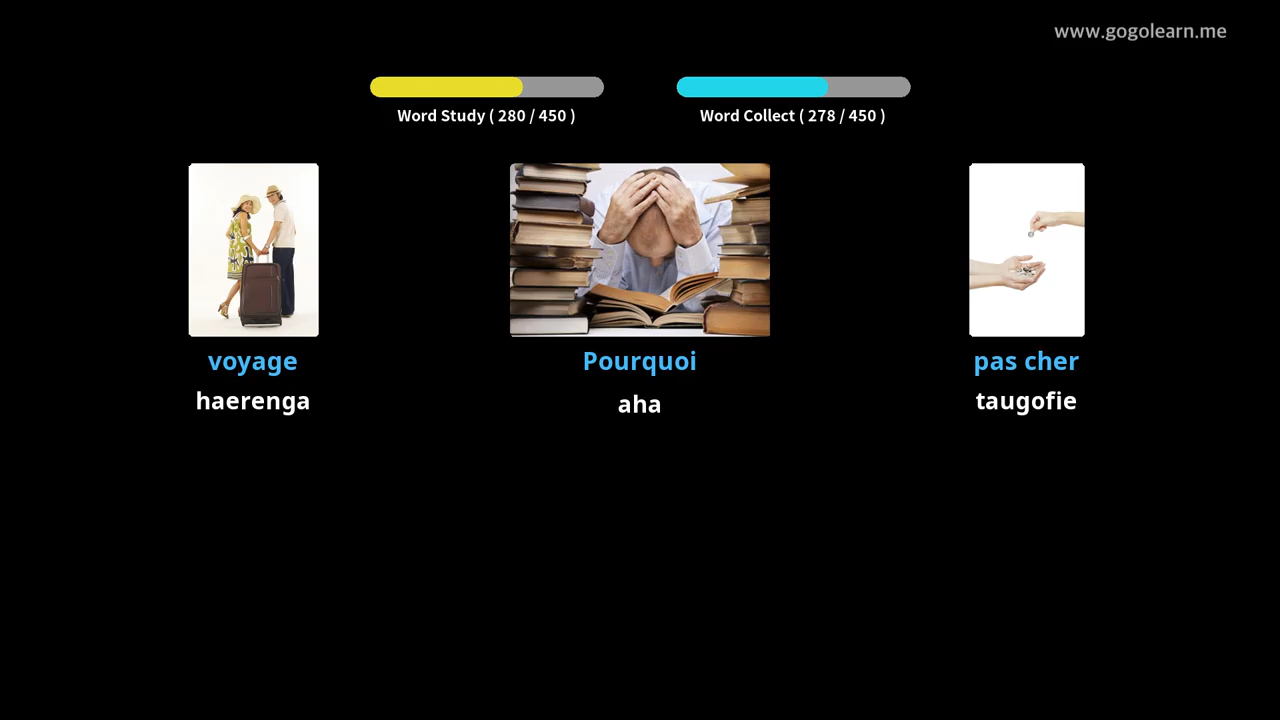 www.gogolearn.me
Word Study ( 280 / 450 )
Word Collect ( 278 / 450 )
voyage
haerenga
Pourquoi
aha
pas cher
taugofie